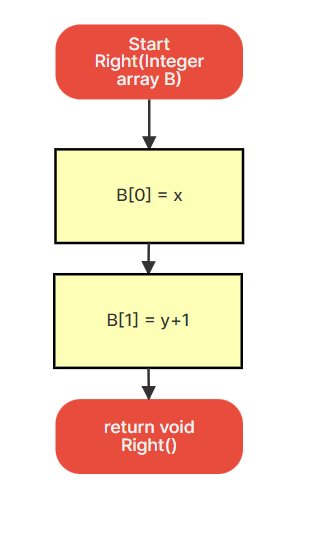 Start
Right(Integer
array B)
B[0] = x
B[1] = y+1
return void
Right()